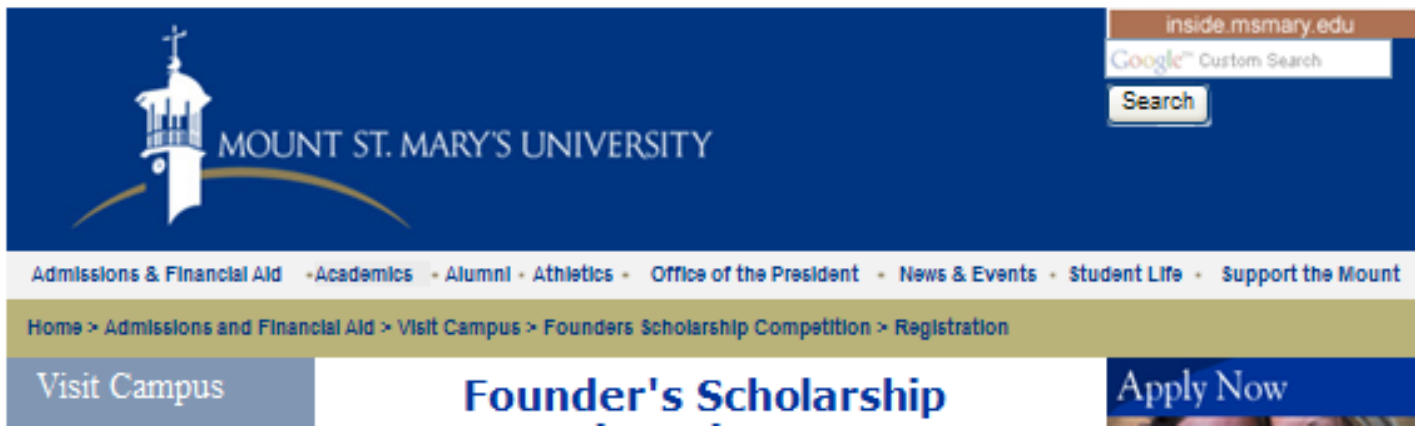 inside.msmary.edu
Google™ Custom Search
Search
MOUNT ST. MARY'S UNIVERSITY
Admissions & Financial Aid • Academics • Alumni • Athletics • Office of the President • News & Events • Student Life • Support the Mount
Home > Admissions and Financial Aid > Visit Campus > Founders Scholarship Competition > Registration
Visit Campus
Founder's Scholarship
Apply Now